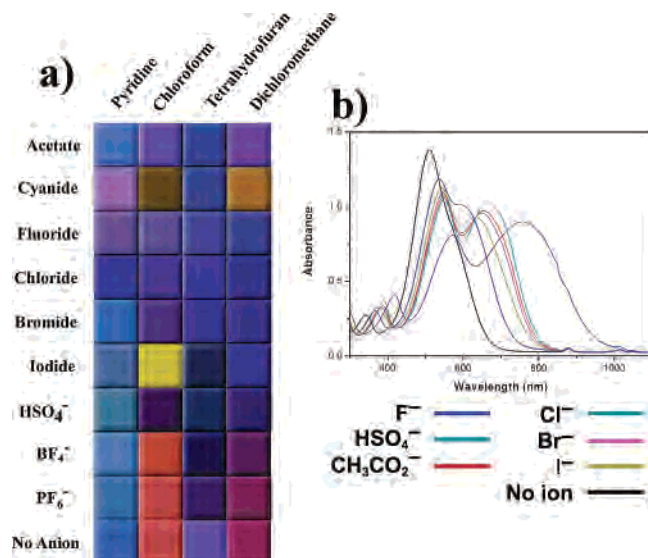 a)
Pyridine
Chloroform
Tetrahydrofuran
Dichloromethane
Acetate
Cyanide
Fluoride
Chloride
Bromide
Iodide
HSO₄⁻
BF₄⁻
PF₆⁻
No Anion
b)
Absorbance
1.5
1.0
0.5
0.0
400 600 800 1000
Wavelength (nm)
F⁻ Cl⁻
HSO₄⁻ Br⁻
CH₃CO₂⁻ I⁻
No ion